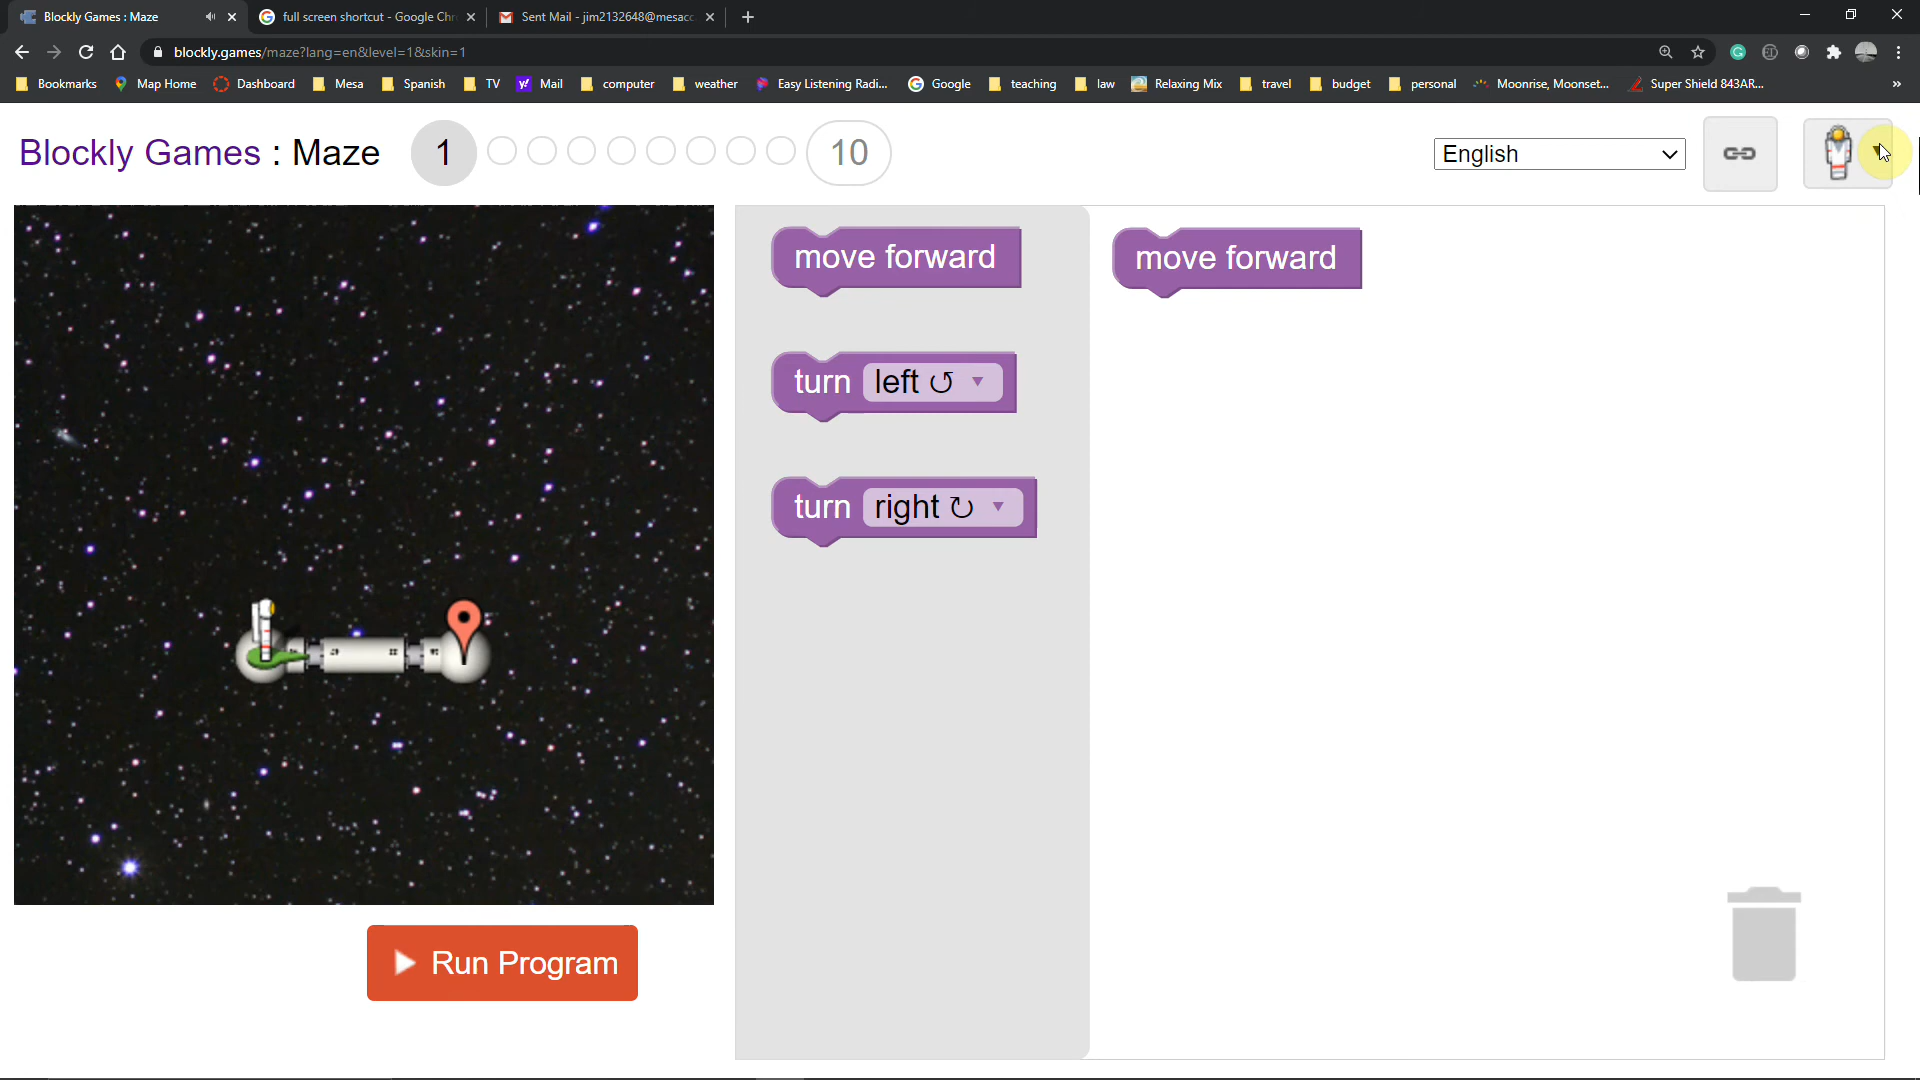 Blockly Games : Maze
full screen shortcut - Google Chr
Sent Mail - jim2132648@mesacc
blockly.games/maze?lang=en&level=1&skin=1
Bookmarks
Map Home
Dashboard
Mesa
Spanish
TV
Mail
computer
weather
Easy Listening Radi...
Google
teaching
law
Relaxing Mix
travel
budget
personal
Moonrise, Moonset...
Super Shield 843AR...
»
Blockly Games : Maze
1
10
English
move forward
turn left ↺ ▼
turn right ↻ ▼
move forward
Run Program